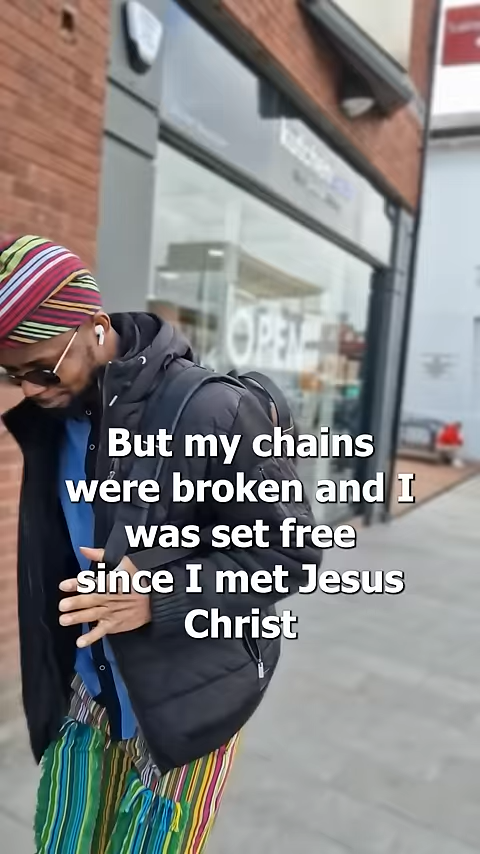 OPEN
But my chains
were broken and I
was set free
since I met Jesus
Christ